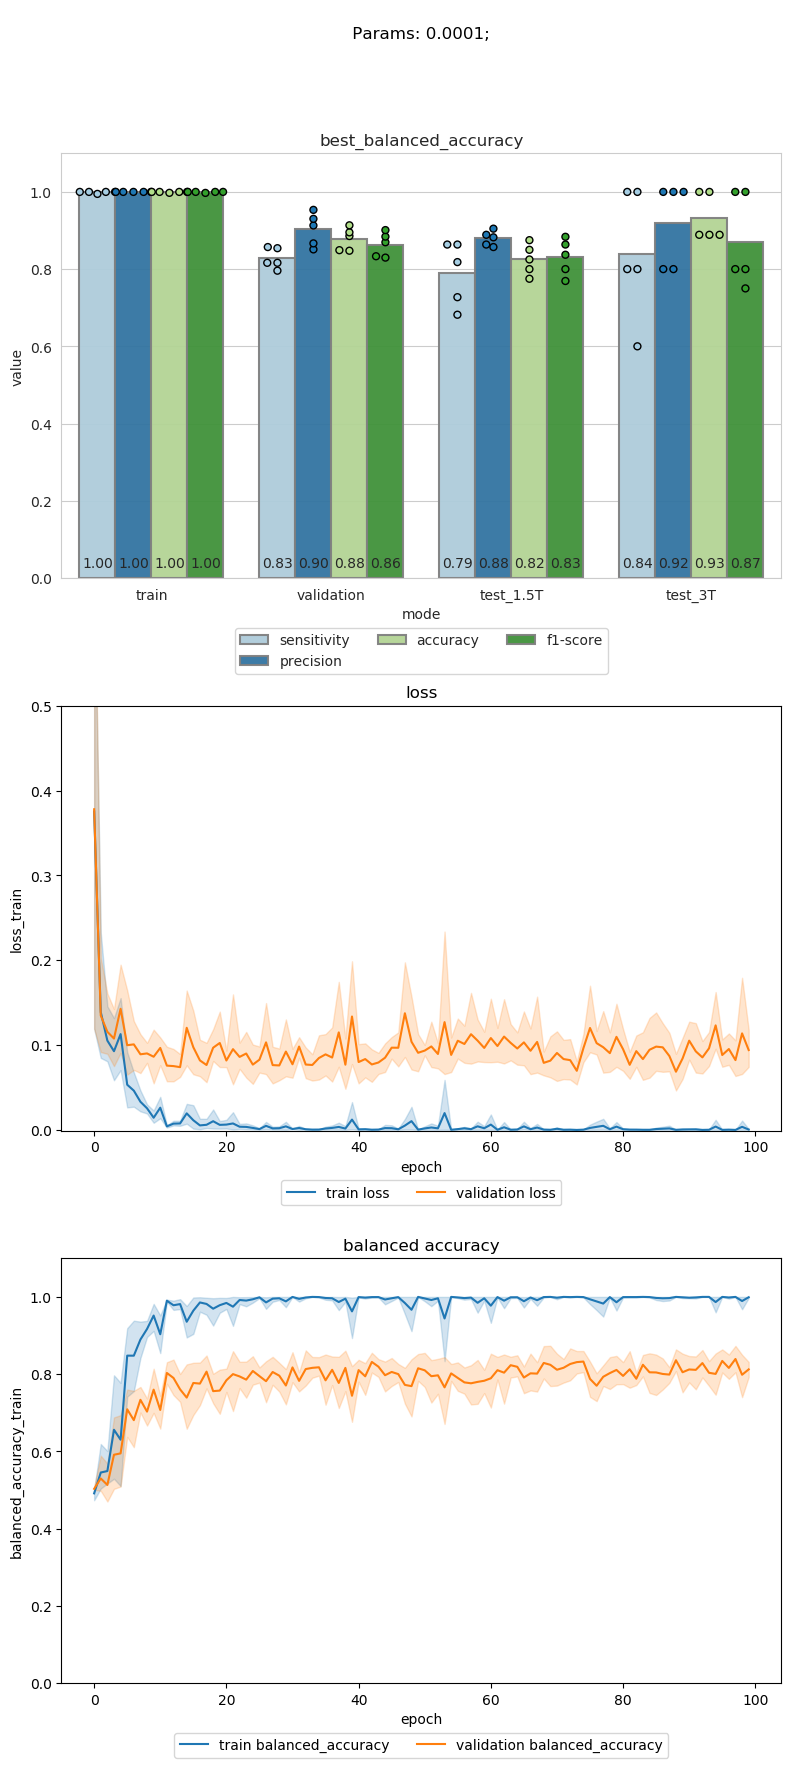 Params: 0.0001;
best_balanced_accuracy
1.0
0.8
0.6
0.4
0.2
0.0
value
1.00 1.00 1.00 1.00 0.83 0.90 0.88 0.86 0.79 0.88 0.82 0.83 0.84 0.92 0.93 0.87
train validation test_1.5T test_3T
mode
sensitivity accuracy f1-score
precision
loss
0.5
0.4
0.3
0.2
0.1
0.0
loss_train
0 20 40 60 80 100
epoch
train loss validation loss
balanced accuracy
1.0
0.8
0.6
0.4
0.2
0.0
balanced_accuracy_train
0 20 40 60 80 100
epoch
train balanced_accuracy validation balanced_accuracy